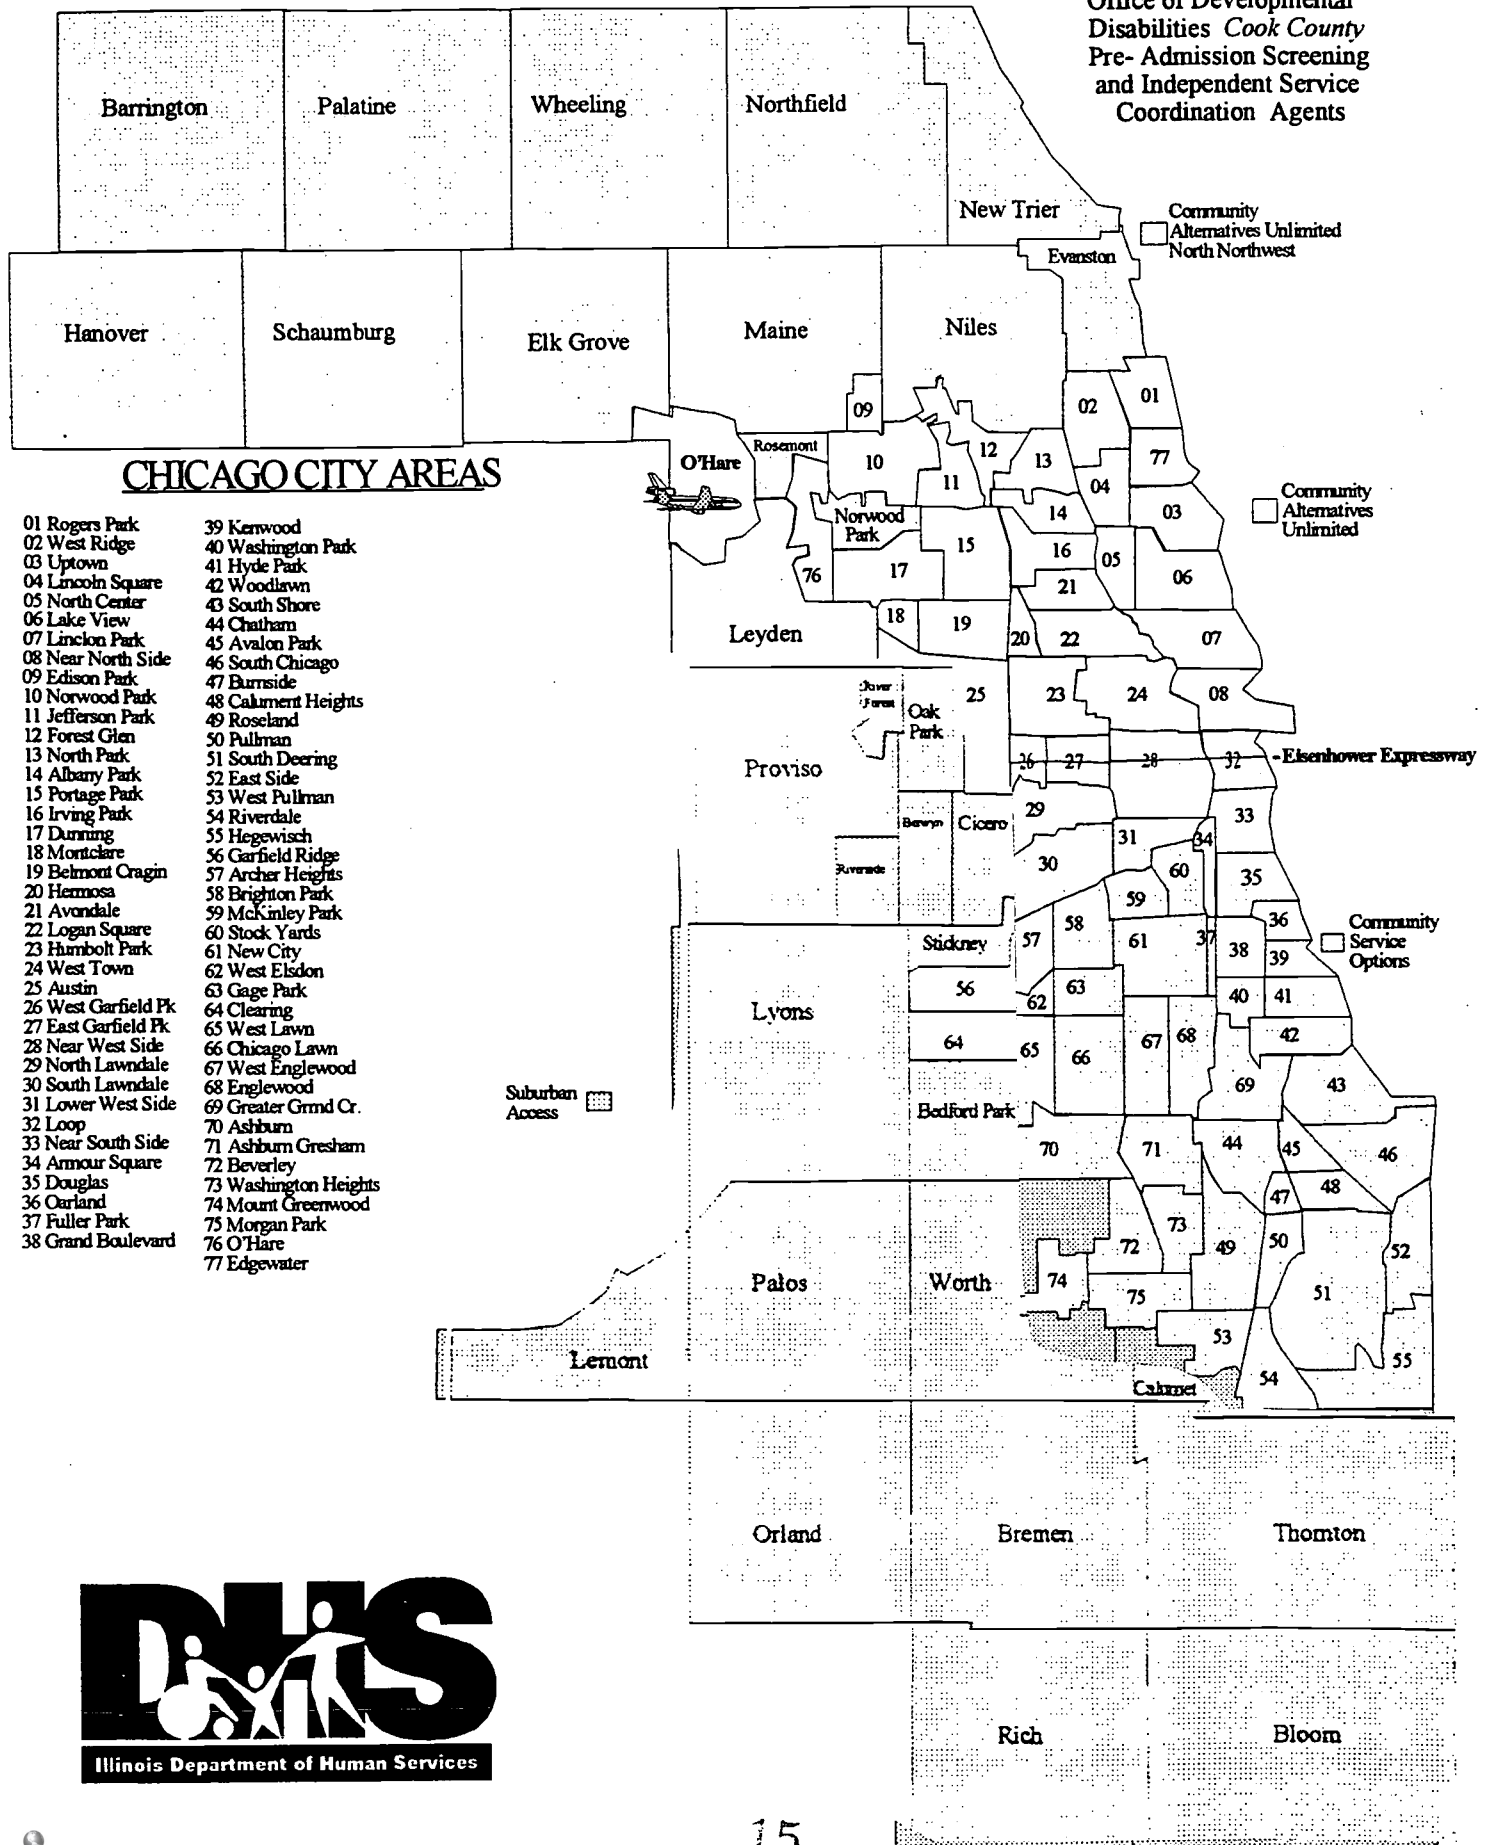 Office of Developmental
Disabilities Cook County
Pre- Admission Screening
and Independent Service
Coordination Agents
Barrington
Palatine
Wheeling
Northfield
New Trier
Community
Alternatives Unlimited
North Northwest
Evanston
Hanover
Schaumburg
Elk Grove
Maine
Niles
01
02
09
Rosemont
O'Hare
10
11
12
13
77
04
14
03
Community
Alternatives
Unlimited
Norwood
Park
15
16
05
06
76
17
21
18
19
20
22
07
Leyden
CHICAGO CITY AREAS
01 Rogers Park
02 West Ridge
03 Uptown
04 Lincoln Square
05 North Center
06 Lake View
07 Linclon Park
08 Near North Side
09 Edison Park
10 Norwood Park
11 Jefferson Park
12 Forest Glen
13 North Park
14 Albany Park
15 Portage Park
16 Irving Park
17 Dunning
18 Montclare
19 Belmont Cragin
20 Hermosa
21 Avondale
22 Logan Square
23 Humbolt Park
24 West Town
25 Austin
26 West Garfield Pk
27 East Garfield Pk
28 Near West Side
29 North Lawndale
30 South Lawndale
31 Lower West Side
32 Loop
33 Near South Side
34 Armour Square
35 Douglas
36 Oarland
37 Fuller Park
38 Grand Boulevard
39 Kenwood
40 Washington Park
41 Hyde Park
42 Woodlawn
43 South Shore
44 Chatham
45 Avalon Park
46 South Chicago
47 Burnside
48 Calument Heights
49 Roseland
50 Pullman
51 South Deering
52 East Side
53 West Pullman
54 Riverdale
55 Hegewisch
56 Garfield Ridge
57 Archer Heights
58 Brighton Park
59 McKinley Park
60 Stock Yards
61 New City
62 West Elsdon
63 Gage Park
64 Clearing
65 West Lawn
66 Chicago Lawn
67 West Englewood
68 Englewood
69 Greater Grmd Cr.
70 Ashburn
71 Ashburn Gresham
72 Beverley
73 Washington Heights
74 Mount Greenwood
75 Morgan Park
76 O'Hare
77 Edgewater
River
Forest
25
23
24
08
Oak
Park
Proviso
26
27
28
32
Eisenhower Expressway
Berwyn
Cicero
29
33
31
34
30
60
Riverside
59
35
36
Community
Service
Options
Stickney
57
58
61
37
38
39
56
62
63
40
41
Lyons
64
65
66
67
68
42
69
43
Suburban
Access
Bedford Park
70
71
44
45
46
47
48
72
73
49
50
52
Palos
Worth
74
75
51
53
55
Lemont
Calumet
54
Orland
Bremen
Thornton
Rich
Bloom
DHS
Illinois Department of Human Services
15